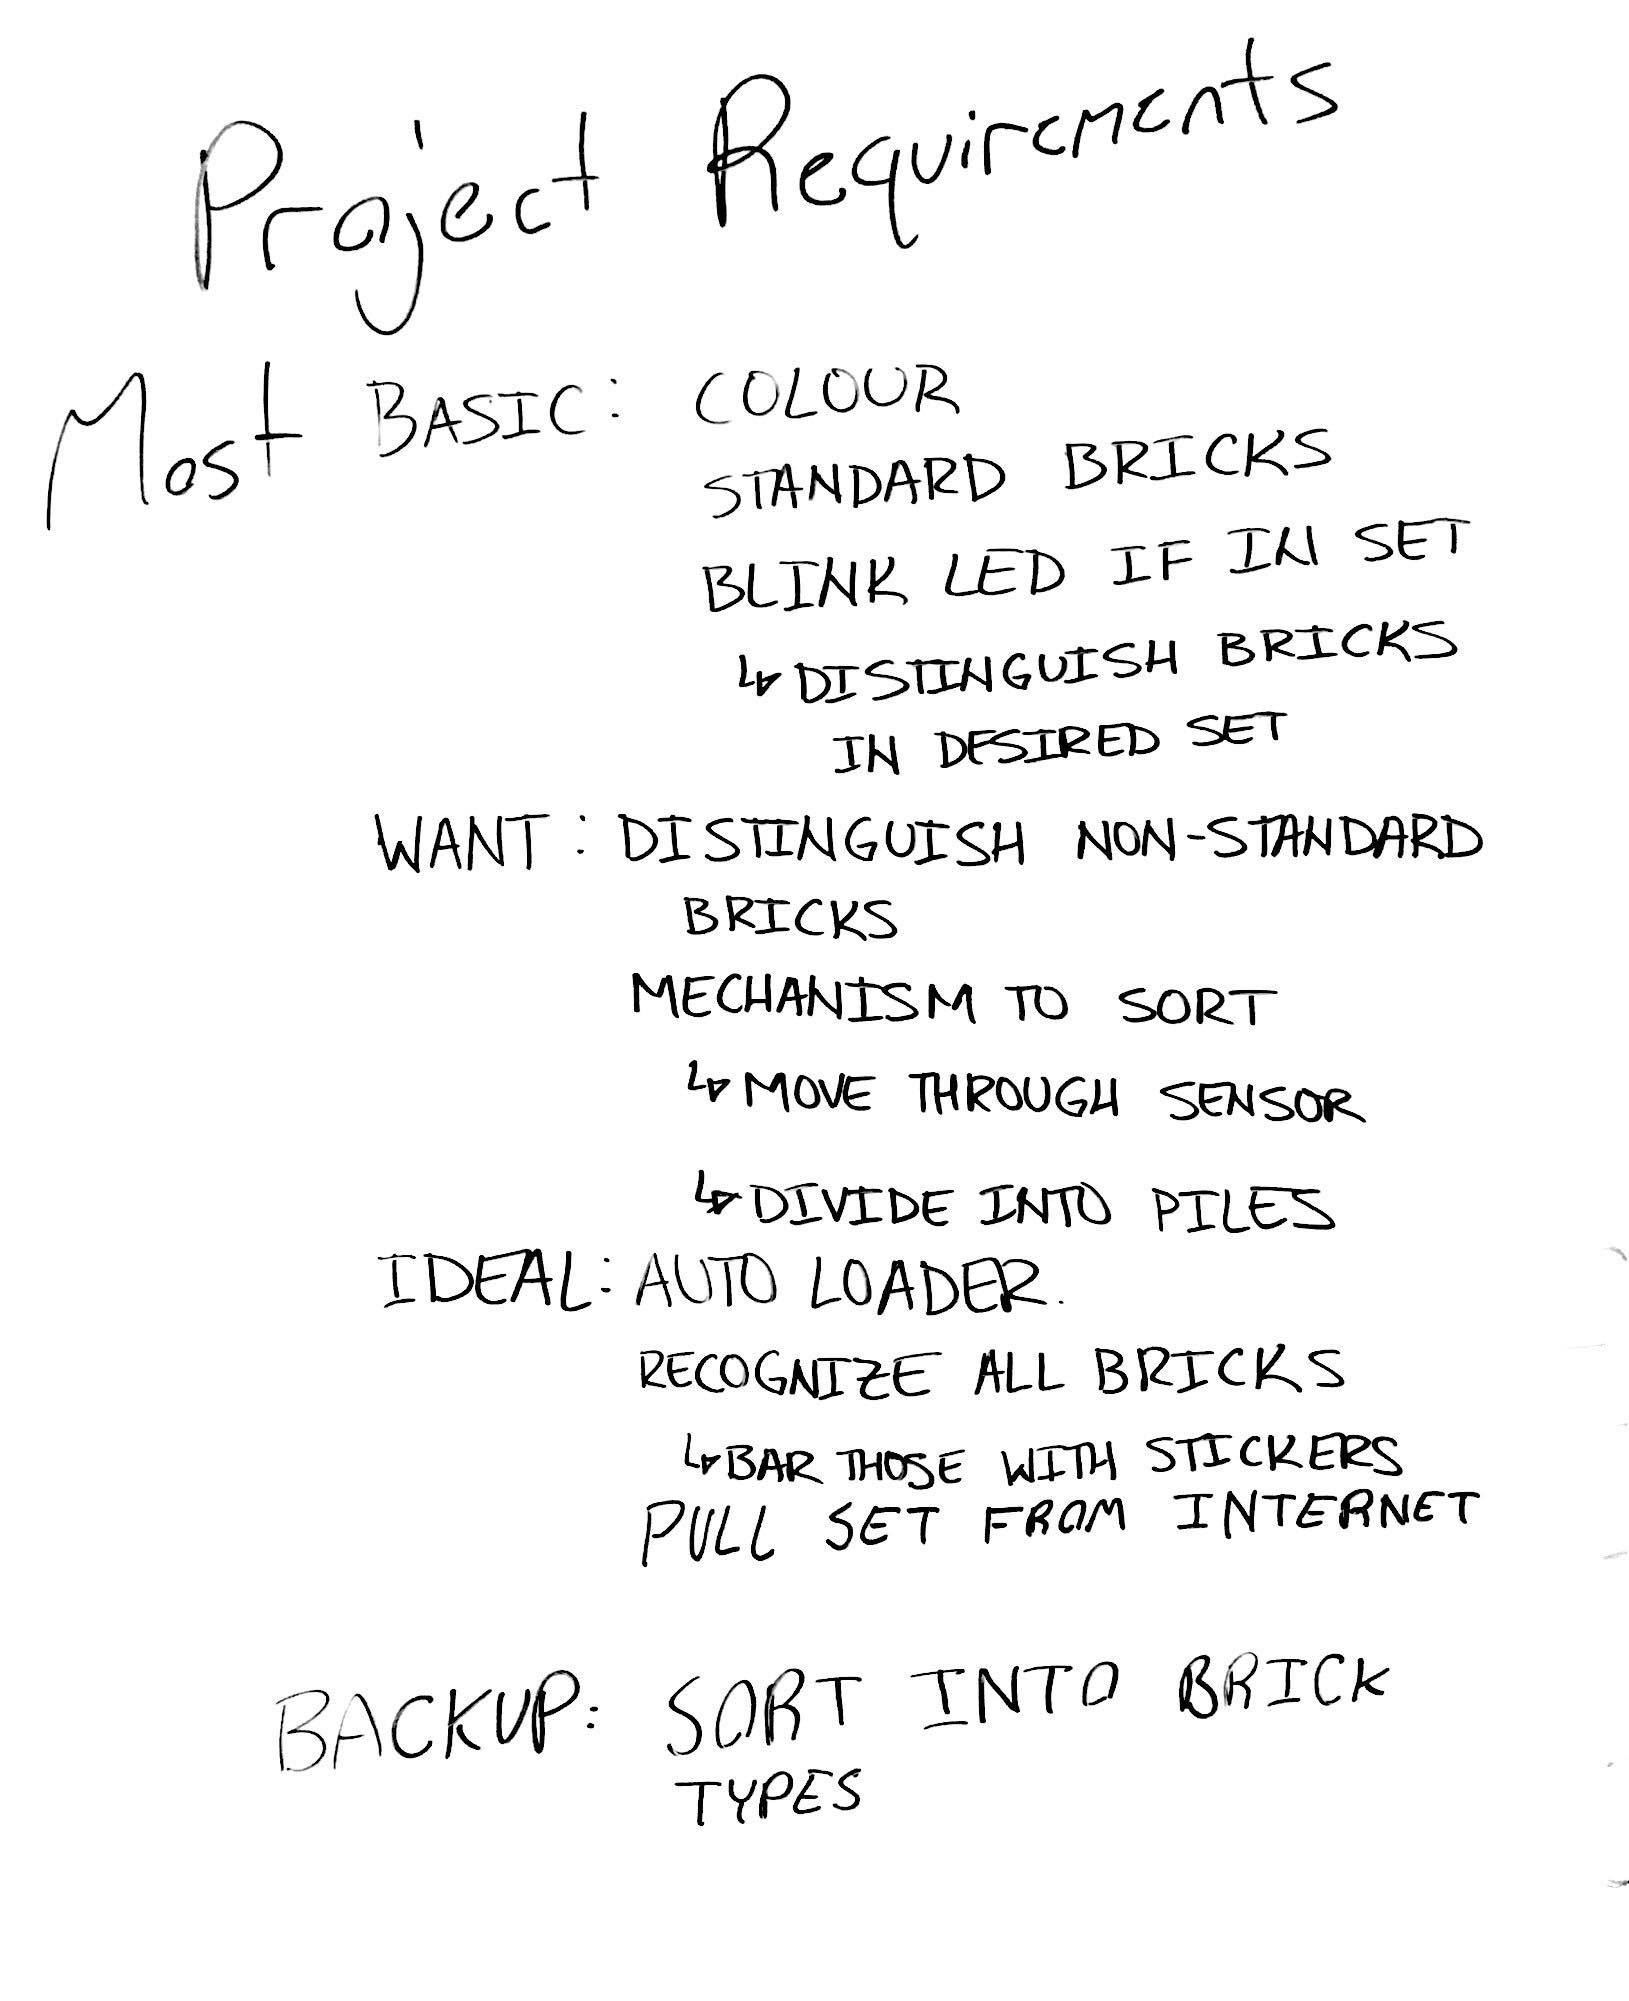 Project Requirements
Most BASIC: COLOUR
STANDARD BRICKS
BLINK LED IF IN SET
↳ DISTINGUISH BRICKS
IN DESIRED SET
WANT: DISTINGUISH NON-STANDARD
BRICKS
MECHANISM TO SORT
↳ MOVE THROUGH SENSOR
↳ DIVIDE INTO PILES
IDEAL: AUTO LOADER.
RECOGNIZE ALL BRICKS
↳ BAR THOSE WITH STICKERS
PULL SET FROM INTERNET
BACKUP: SORT INTO BRICK
TYPES